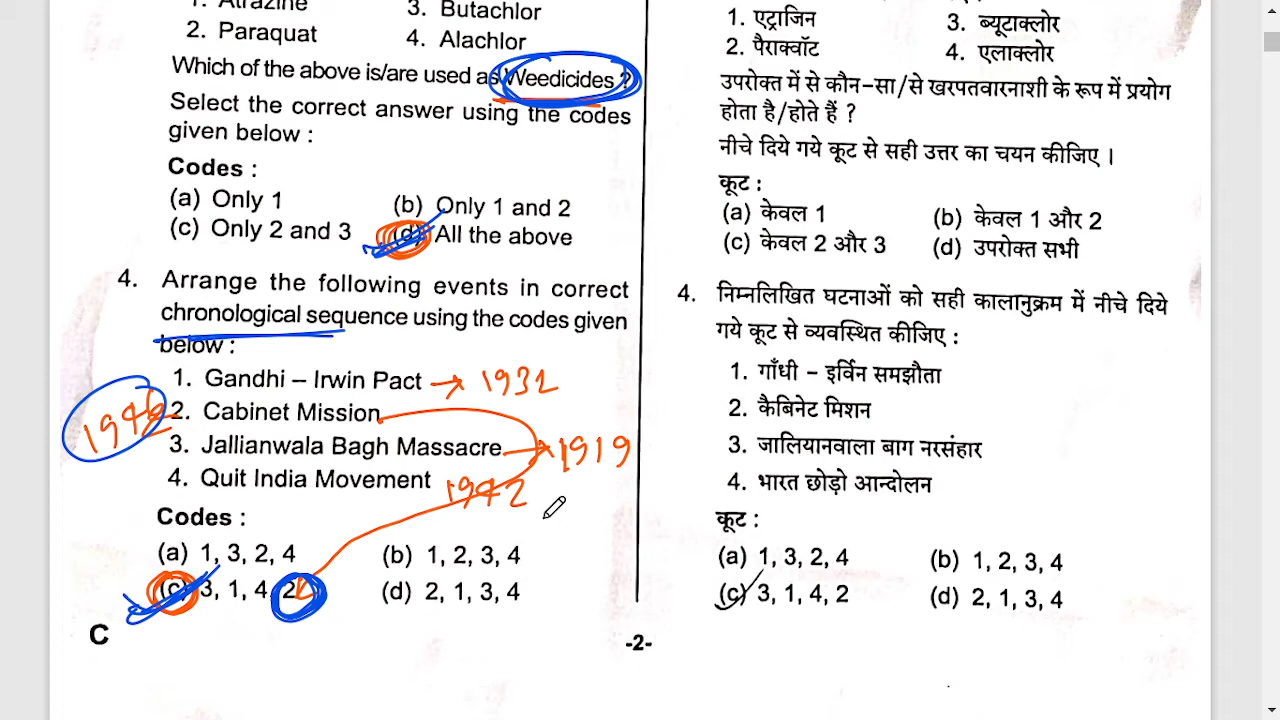 1. Atrazine
3. Butachlor
2. Paraquat
4. Alachlor
Which of the above is/are used as Weedicides ?
Select the correct answer using the codes
given below :
Codes :
(a) Only 1
(b) Only 1 and 2
(c) Only 2 and 3
(d) All the above
4. Arrange the following events in correct
chronological sequence using the codes given
below :
1. Gandhi – Irwin Pact → 1931
1946 2. Cabinet Mission
3. Jallianwala Bagh Massacre → 1919
4. Quit India Movement 1942
Codes :
(a) 1, 3, 2, 4
(b) 1, 2, 3, 4
(c) 3, 1, 4, 2
(d) 2, 1, 3, 4
C
-2-
1. एट्राजिन
3. ब्यूटाक्लोर
2. पैराक्वॉट
4. एलाक्लोर
उपरोक्त में से कौन-सा/से खरपतवारनाशी के रूप में प्रयोग
होता है/होते हैं ?
नीचे दिये गये कूट से सही उत्तर का चयन कीजिए ।
कूट :
(a) केवल 1
(b) केवल 1 और 2
(c) केवल 2 और 3
(d) उपरोक्त सभी
4. निम्नलिखित घटनाओं को सही कालानुक्रम में नीचे दिये
गये कूट से व्यवस्थित कीजिए :
1. गाँधी – इर्विन समझौता
2. कैबिनेट मिशन
3. जालियानवाला बाग नरसंहार
4. भारत छोड़ो आन्दोलन
कूट :
(a) 1, 3, 2, 4
(b) 1, 2, 3, 4
(c) 3, 1, 4, 2
(d) 2, 1, 3, 4